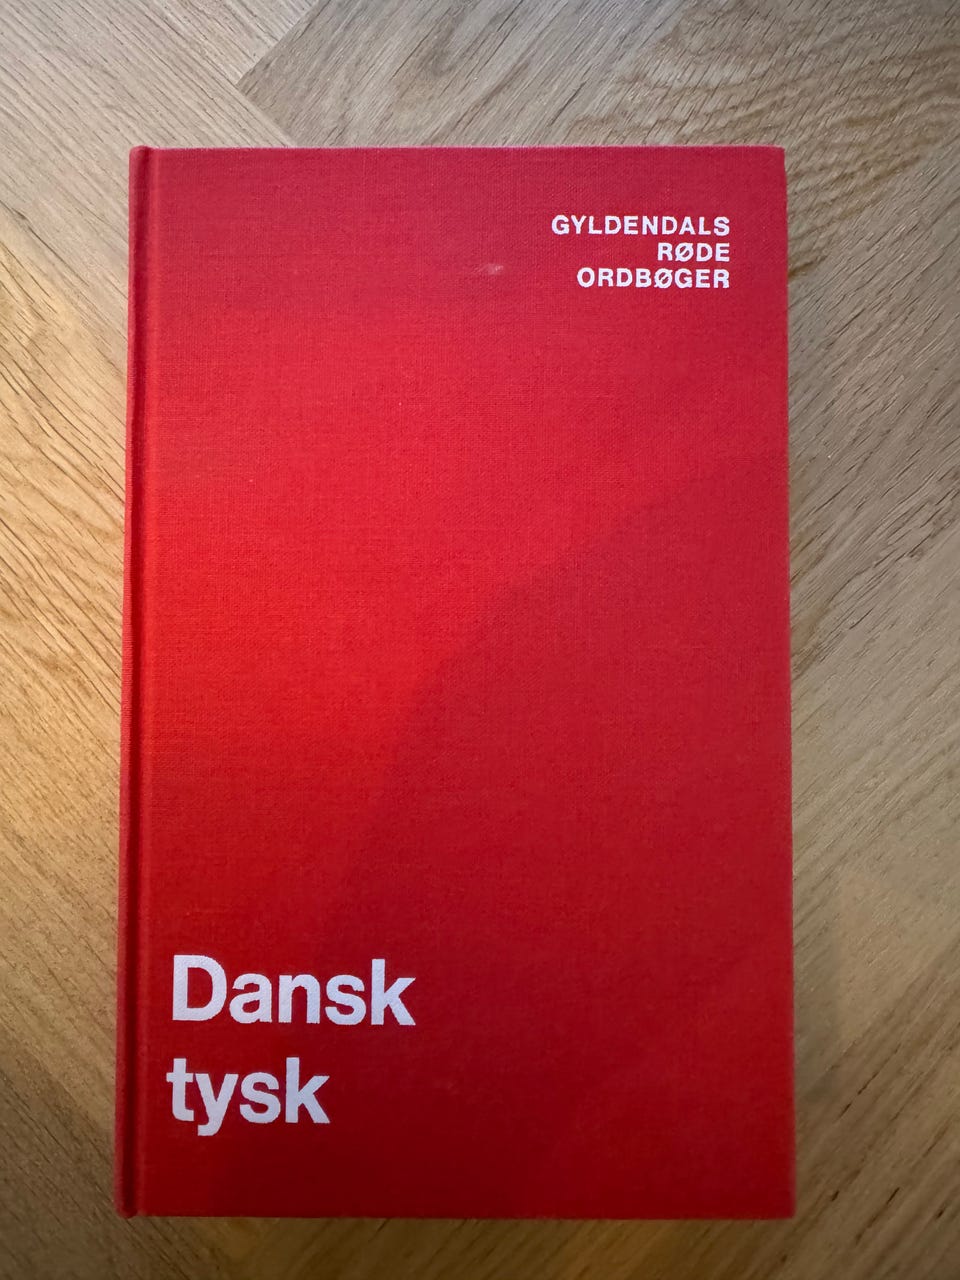 GYLDENDALS
RØDE
ORDBØGER
Dansk
tysk